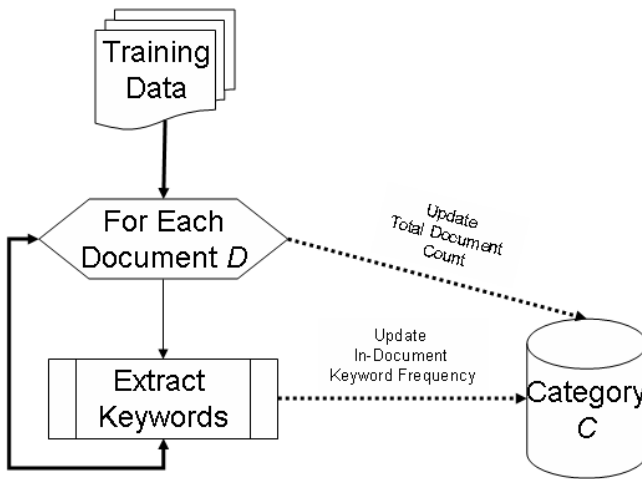 Training
Data
For Each
Document D
Update
Total Document
Count
Update
In-Document
Keyword Frequency
Extract
Keywords
Category
C